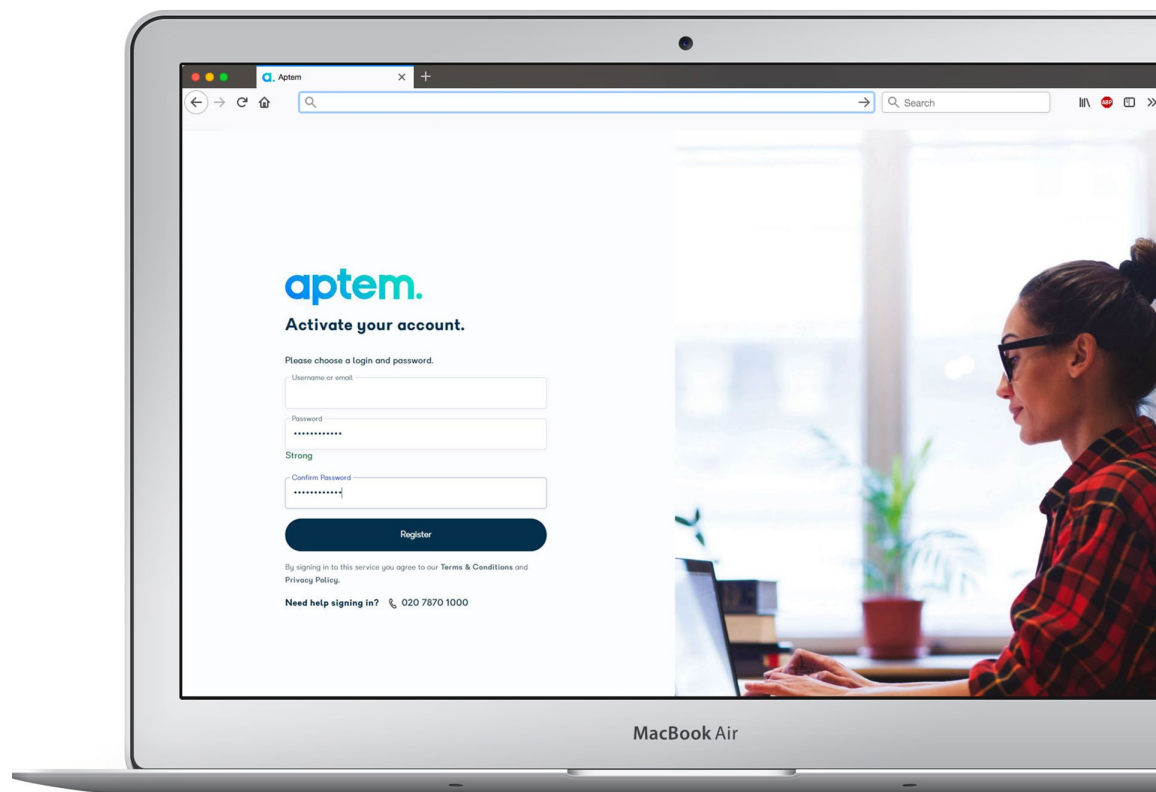 a. Aptem
Search
ABP
aptem.
Activate your account.
Please choose a login and password.
Username or email
Password
Strong
Confirm Password
Register
By signing in to this service you agree to our Terms & Conditions and
Privacy Policy.
Need help signing in? 020 7870 1000
MacBook Air